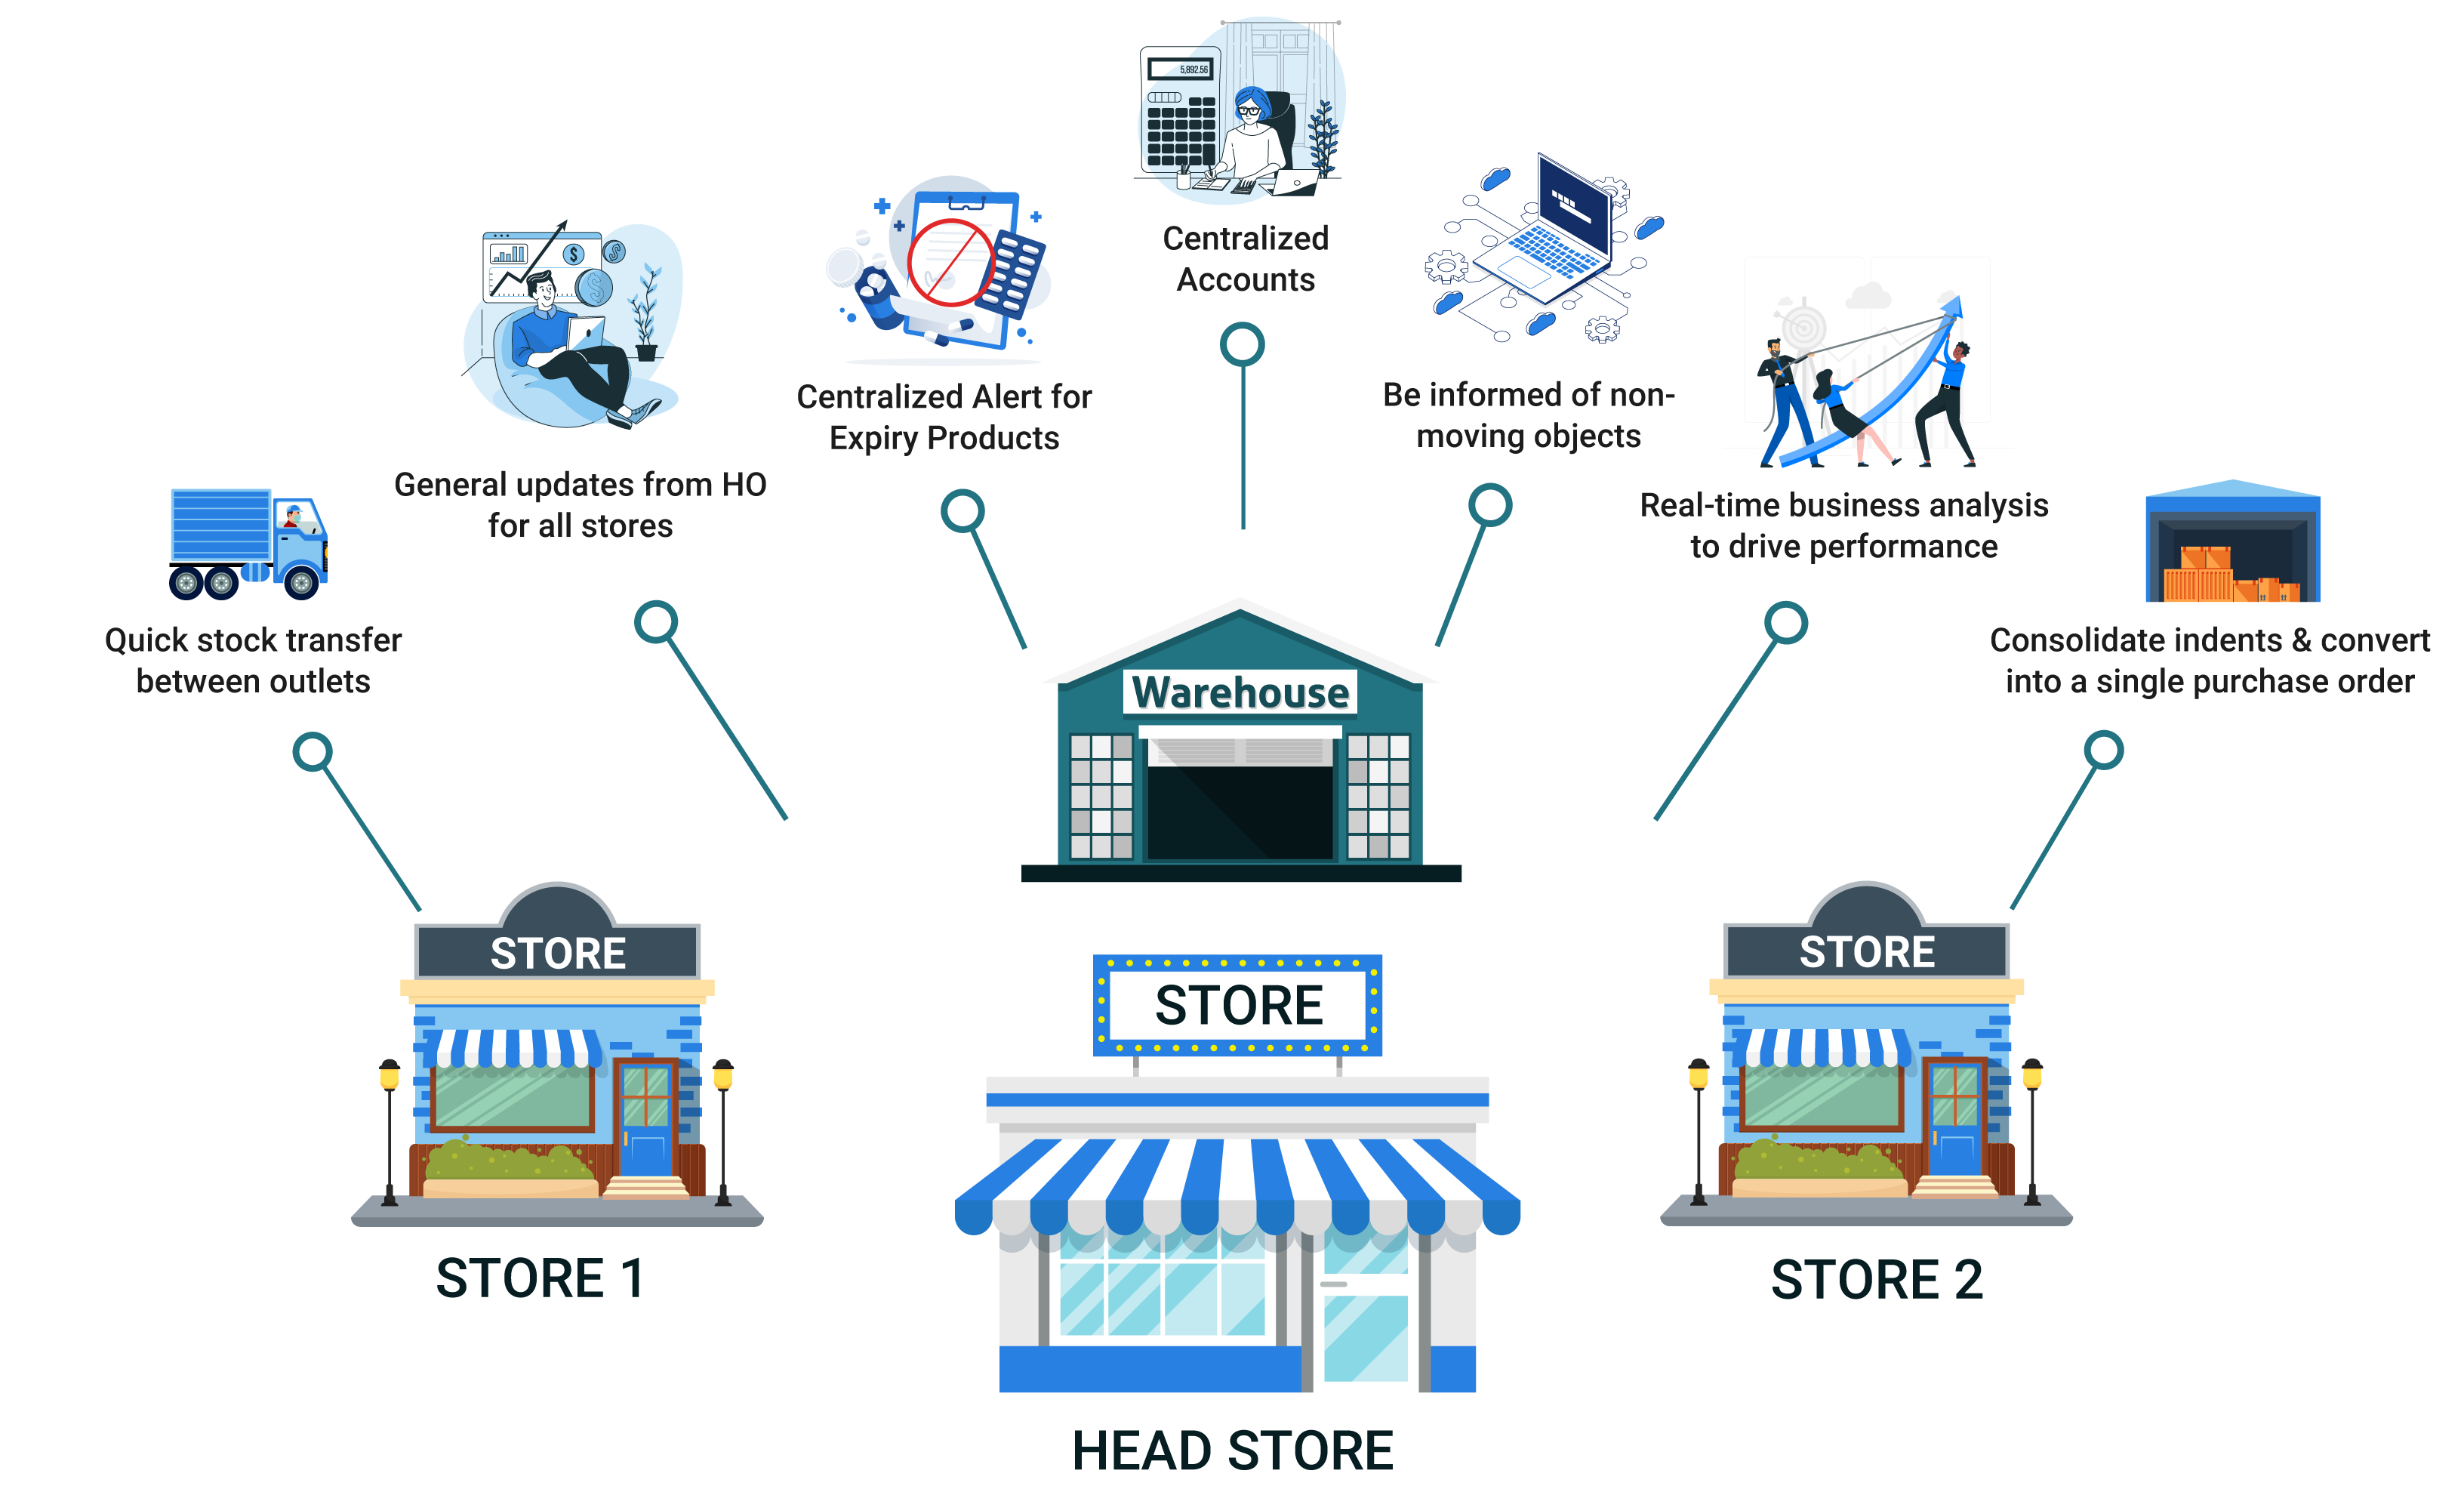 5,892.56
Centralized
Accounts
Centralized Alert for
Expiry Products
Be informed of non-
moving objects
General updates from HO
for all stores
Real-time business analysis
to drive performance
Quick stock transfer
between outlets
Consolidate indents & convert
into a single purchase order
Warehouse
STORE
STORE
STORE
STORE 1
STORE 2
HEAD STORE